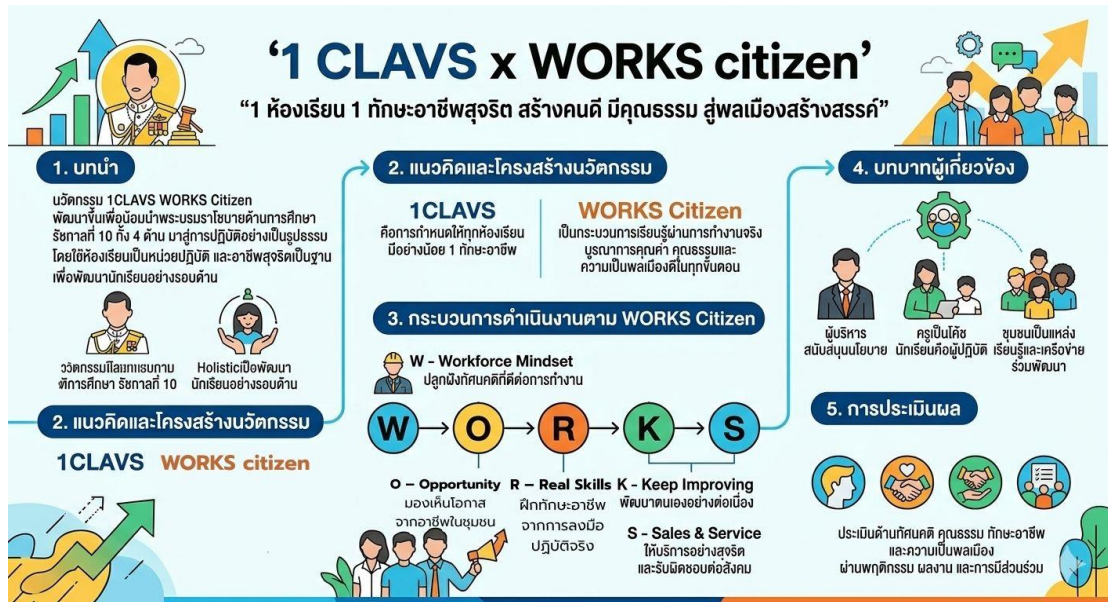 ‘1 CLAVS x WORKS citizen’
“1 ห้องเรียน 1 ทักษะอาชีพสุจริต สร้างคนดี มีคุณธรรม สู่พลเมืองสร้างสรรค์”
1. บทนำ
นวัตกรรม 1CLAVS WORKS Citizen
พัฒนาขึ้นเพื่อน้อมนำพระบรมราโชบายด้านการศึกษา
รัชกาลที่ 10 ทั้ง 4 ด้าน มาสู่การปฏิบัติอย่างเป็นรูปธรรม
โดยใช้ห้องเรียนเป็นหน่วยปฏิบัติ และอาชีพสุจริตเป็นฐาน
เพื่อพัฒนานักเรียนอย่างรอบด้าน
รัชกาลที่ 10
Holisticเปือพัฒนา
นักเรียนอย่างรอบด้าน
2. แนวคิดและโครงสร้างนวัตกรรม
1CLAVS WORKS citizen
2. แนวคิดและโครงสร้างนวัตกรรม
1CLAVS
คือการกำหนดให้ทุกห้องเรียน
มีอย่างน้อย 1 ทักษะอาชีพ
WORKS Citizen
เป็นกระบวนการเรียนรู้ผ่านการทำงานจริง
บูรณาการคุณค่า คุณธรรมและ
ความเป็นพลเมืองดีในทุกขั้นตอน
3. กระบวนการดำเนินงานตาม WORKS Citizen
W - Workforce Mindset
ปลูกฝังทัศนคติที่ดีต่อการทำงาน
W O R K S
O – Opportunity
มองเห็นโอกาส
จากอาชีพในชุมชน
R – Real Skills
ฝึกทักษะอาชีพ
จากการลงมือ
ปฏิบัติจริง
K - Keep Improving
พัฒนาตนเองอย่างต่อเนื่อง
S - Sales & Service
ให้บริการอย่างสุจริต
และรับผิดชอบต่อสังคม
4. บทบาทผู้เกี่ยวข้อง
ผู้บริหาร
สนับสนุนนโยบาย
ครูเป็นโค้ช
นักเรียนคือผู้ปฏิบัติ
ชุมชนเป็นแหล่ง
เรียนรู้และเครือข่าย
ร่วมพัฒนา
5. การประเมินผล
ประเมินด้านทัศนคติ คุณธรรม ทักษะอาชีพ
และความเป็นพลเมือง
ผ่านพฤติกรรม ผลงาน และการมีส่วนร่วม